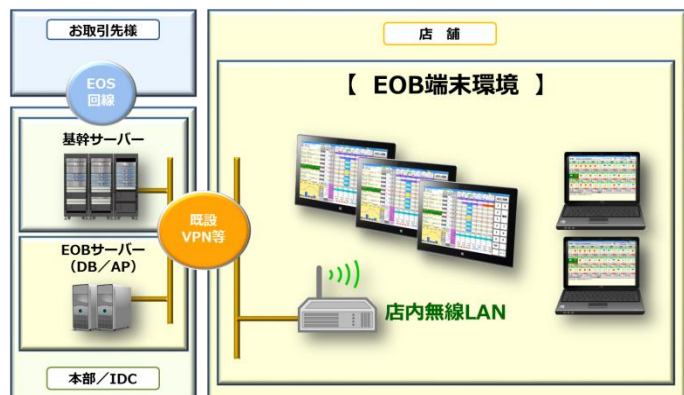 お取引先様
EOS
回線
基幹サーバー
EOBサーバー
（DB／AP）
本部／IDC
既設
VPN等
店　舗
【 EOB端末環境 】
店内無線LAN